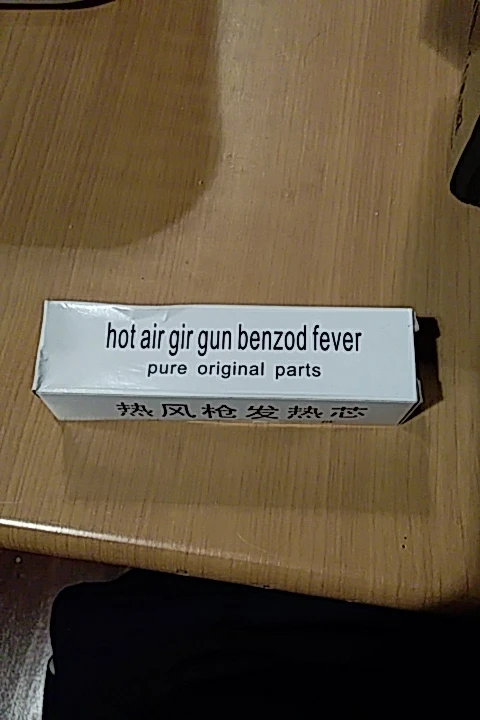 hot air gir gun benzod fever
pure original parts
热风枪发热芯